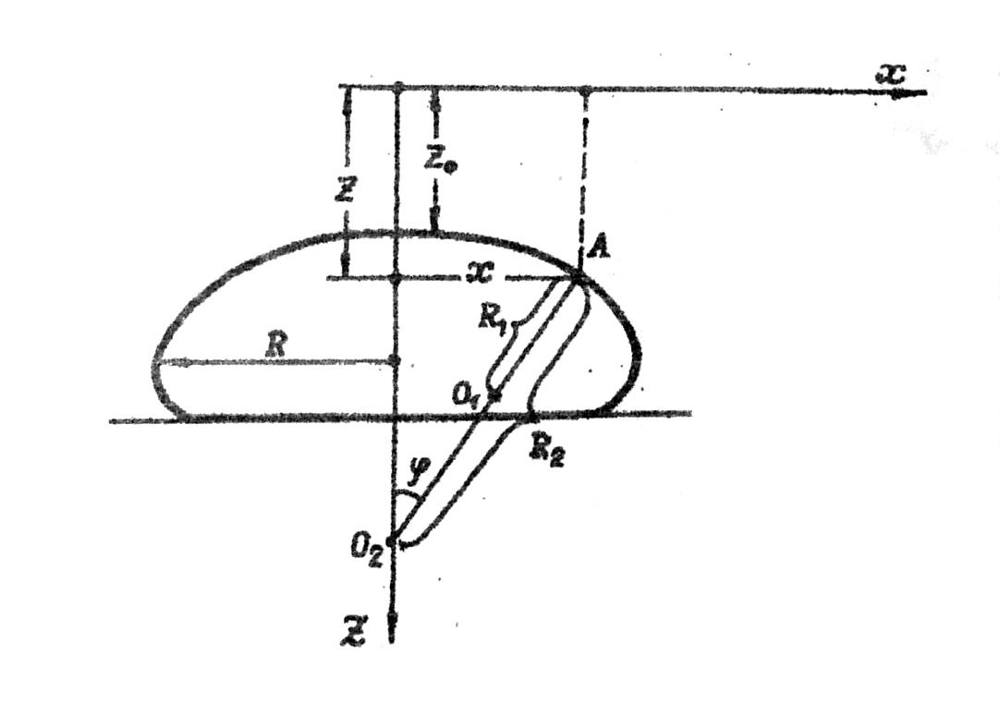 x
Z₀
Z
A
x
R₁
R
O₁
R₂
φ
O₂
Z